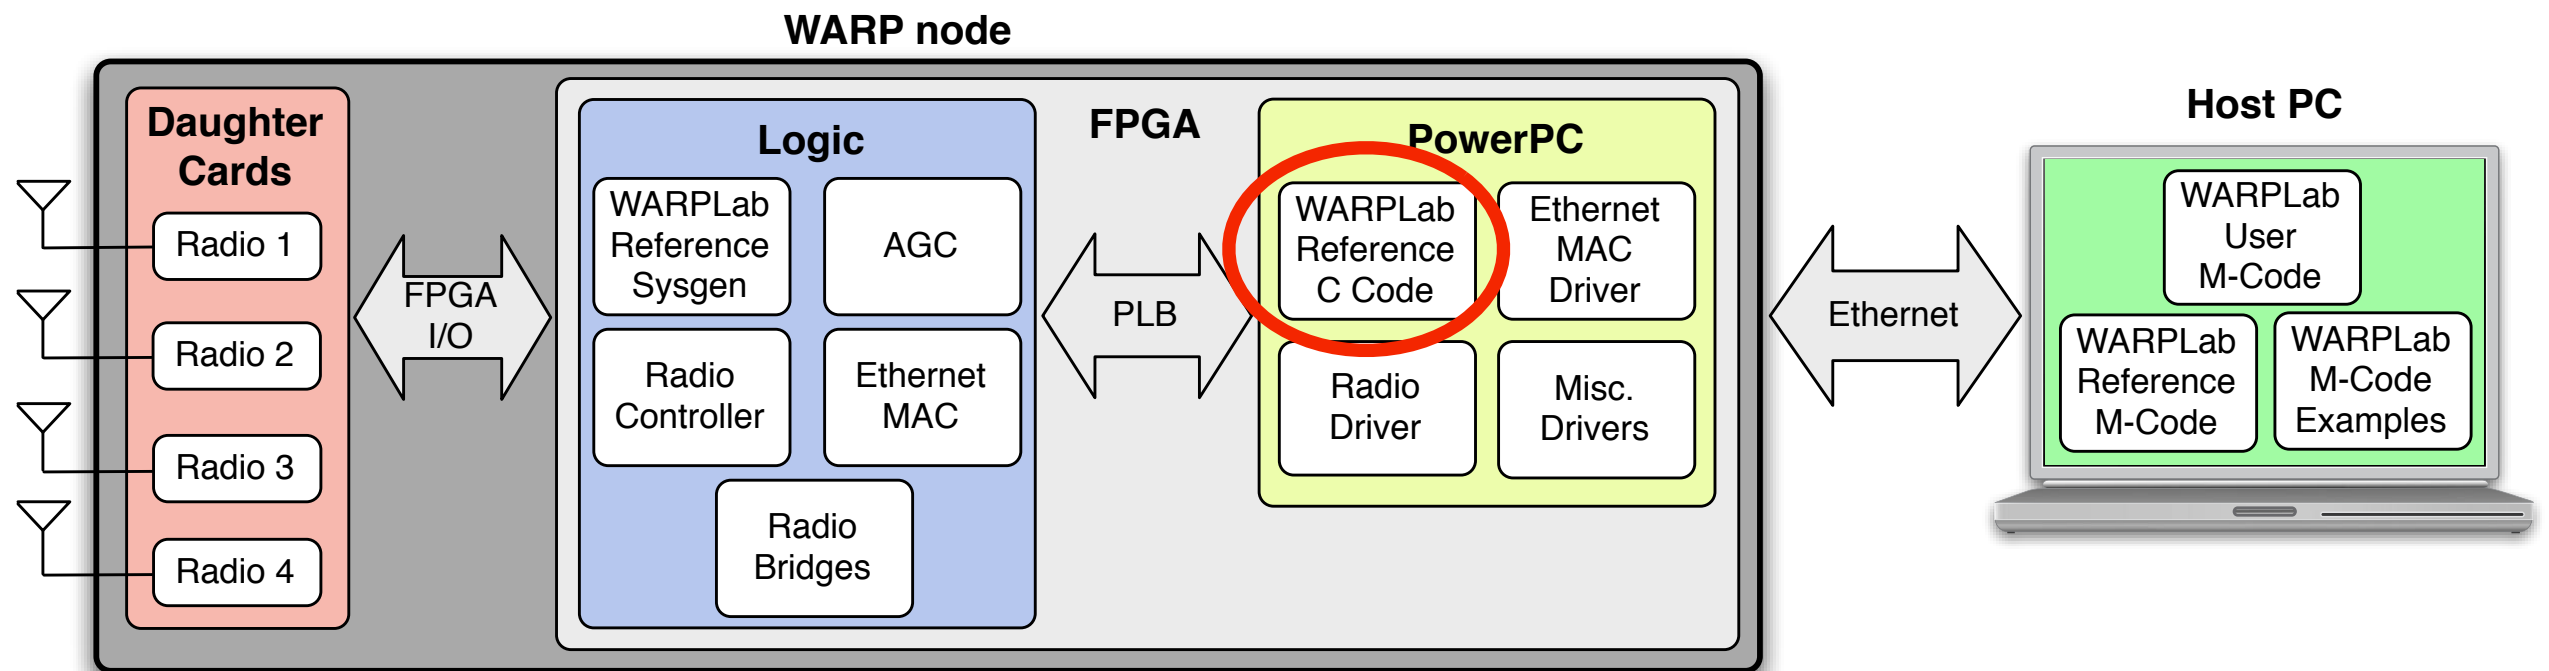 WARP node
Daughter
Cards
Radio 1
Radio 2
Radio 3
Radio 4
FPGA
I/O
Logic
WARPLab
Reference
Sysgen
AGC
Radio
Controller
Ethernet
MAC
Radio
Bridges
FPGA
PLB
PowerPC
WARPLab
Reference
C Code
Ethernet
MAC
Driver
Radio
Driver
Misc.
Drivers
Ethernet
Host PC
WARPLab
User
M-Code
WARPLab
Reference
M-Code
WARPLab
M-Code
Examples